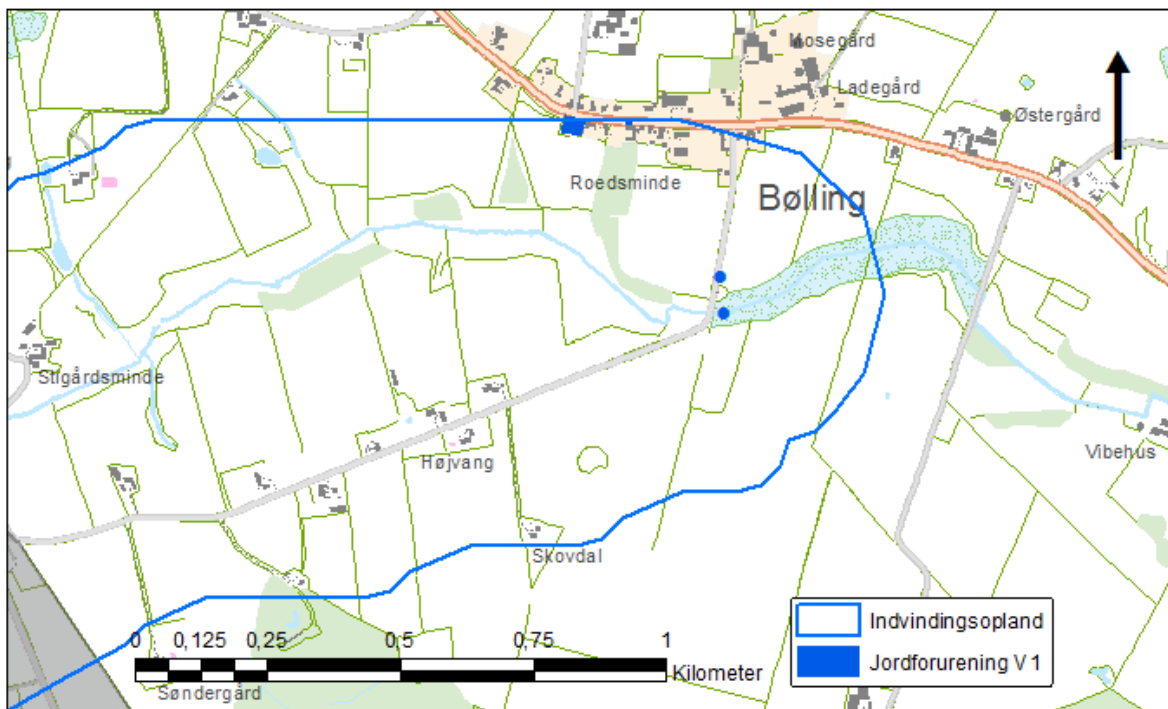 Mosegård
Ladegård
Østergård
Roedsminde
Bølling
Stigårdsminde
Højvang
Vibehus
Skovdal
Indvindingsopland
Jordforurening V 1
0 0,125 0,25 0,5 0,75 1
Kilometer
Søndergård